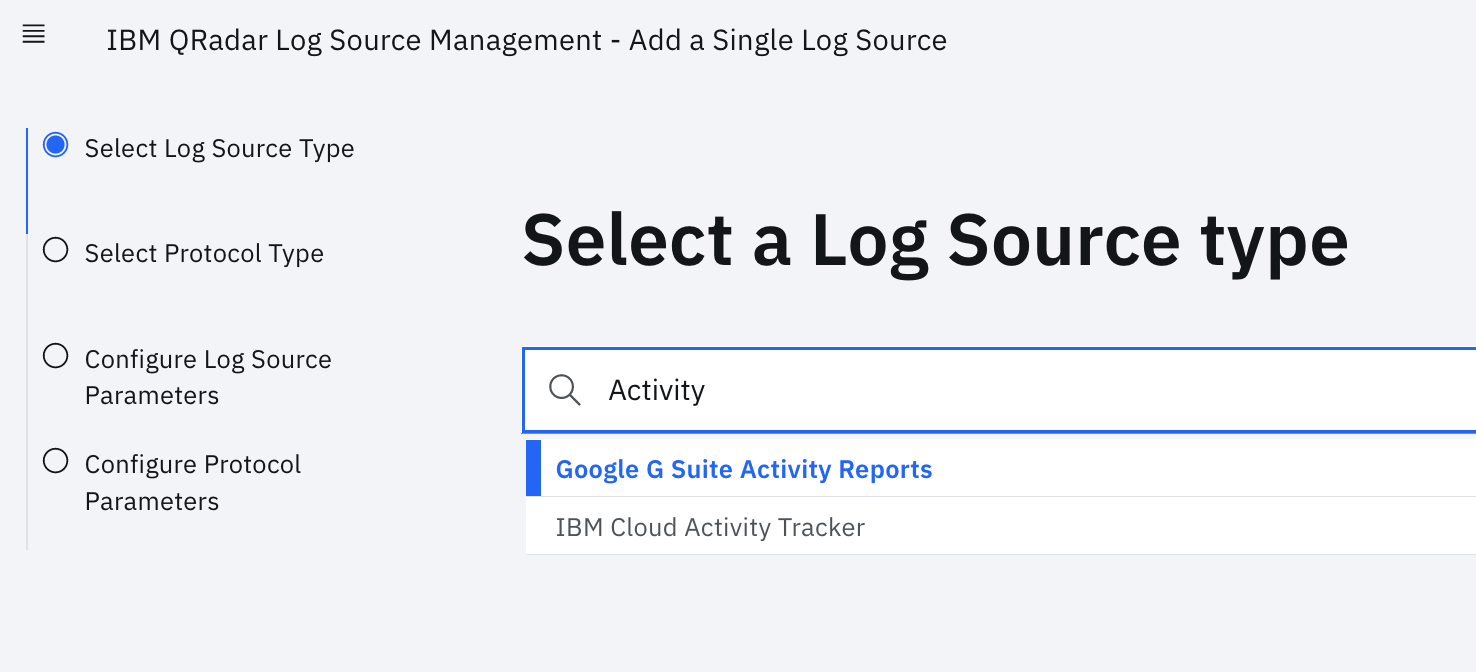 IBM QRadar Log Source Management - Add a Single Log Source
Select Log Source Type
Select Protocol Type
Configure Log Source
Parameters
Configure Protocol
Parameters
Select a Log Source type
Activity
Google G Suite Activity Reports
IBM Cloud Activity Tracker